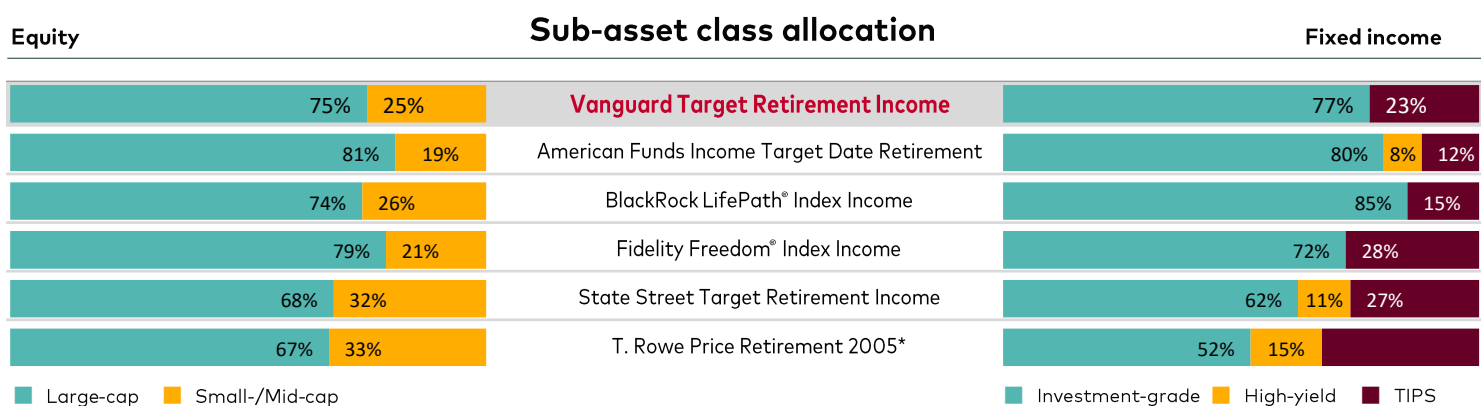 Sub-asset class allocation
Equity
Fixed income
75% 25% Vanguard Target Retirement Income 77% 23%
81% 19% American Funds Income Target Date Retirement 80% 8% 12%
74% 26% BlackRock LifePath® Index Income 85% 15%
79% 21% Fidelity Freedom® Index Income 72% 28%
68% 32% State Street Target Retirement Income 62% 11% 27%
67% 33% T. Rowe Price Retirement 2005* 52% 15%
Large-cap Small-/Mid-cap Investment-grade High-yield TIPS